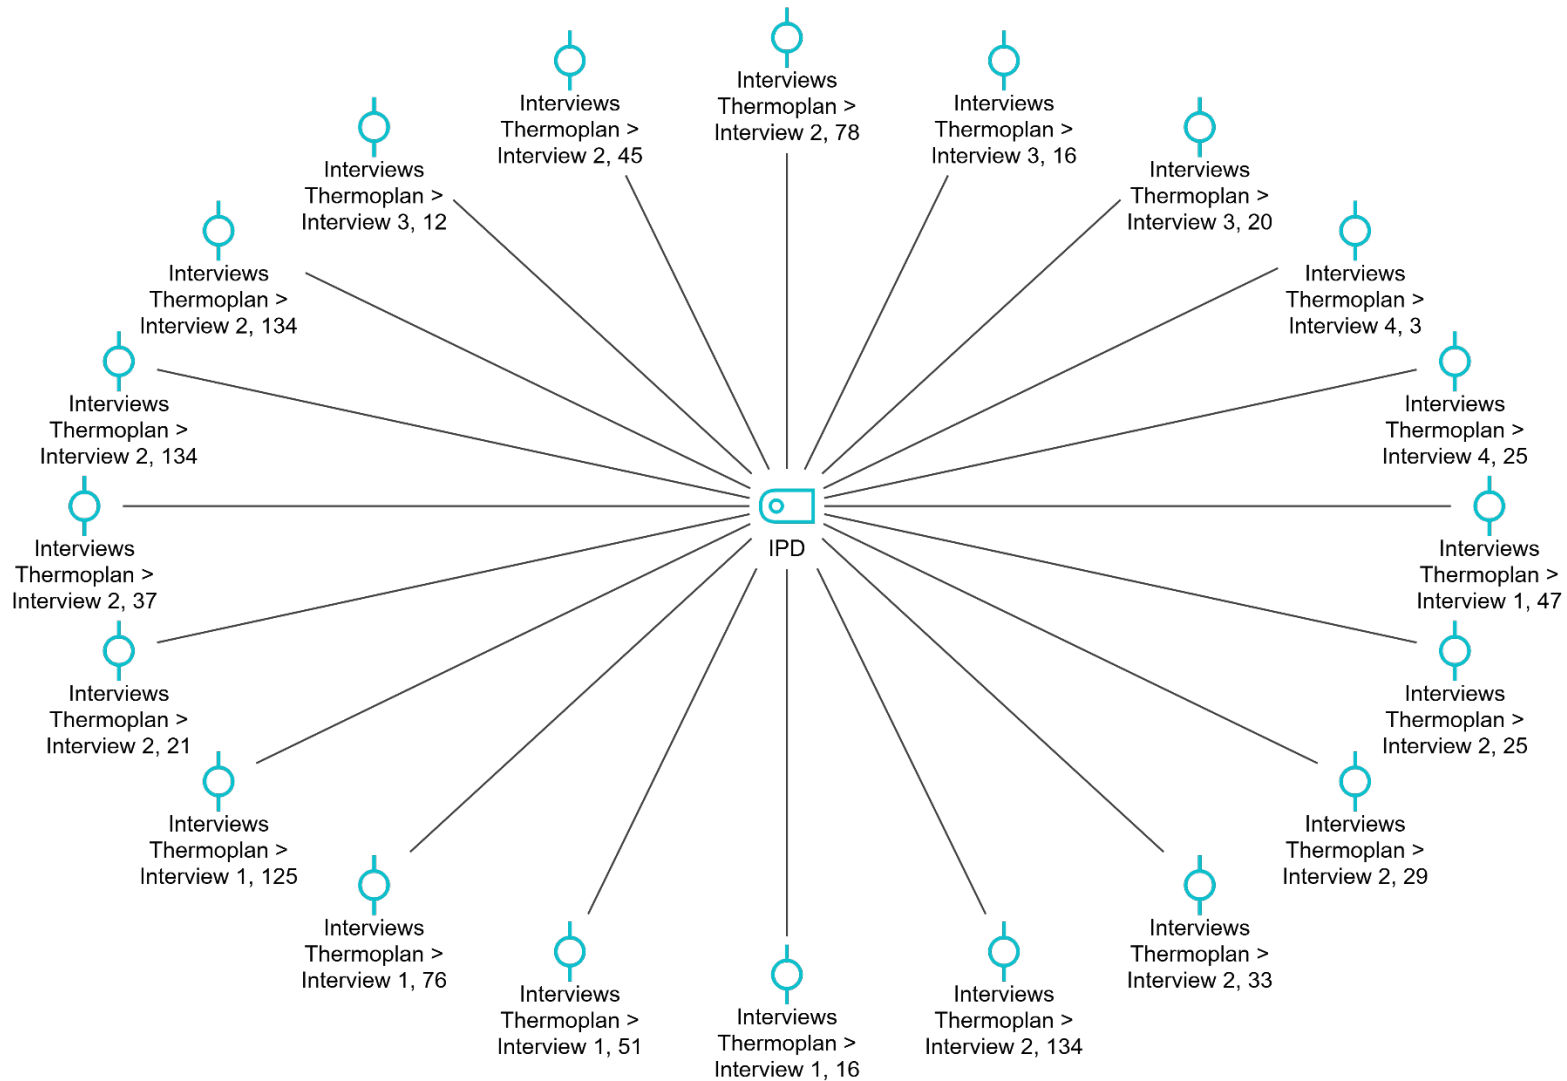 Interviews
Thermoplan >
Interview 2, 78
Interviews
Thermoplan >
Interview 2, 45
Interviews
Thermoplan >
Interview 3, 16
Interviews
Thermoplan >
Interview 3, 12
Interviews
Thermoplan >
Interview 3, 20
Interviews
Thermoplan >
Interview 2, 134
Interviews
Thermoplan >
Interview 4, 3
Interviews
Thermoplan >
Interview 2, 134
Interviews
Thermoplan >
Interview 4, 25
IPD
Interviews
Thermoplan >
Interview 2, 37
Interviews
Thermoplan >
Interview 1, 47
Interviews
Thermoplan >
Interview 2, 21
Interviews
Thermoplan >
Interview 2, 25
Interviews
Thermoplan >
Interview 1, 125
Interviews
Thermoplan >
Interview 2, 29
Interviews
Thermoplan >
Interview 1, 76
Interviews
Thermoplan >
Interview 2, 33
Interviews
Thermoplan >
Interview 1, 51
Interviews
Thermoplan >
Interview 1, 16
Interviews
Thermoplan >
Interview 2, 134